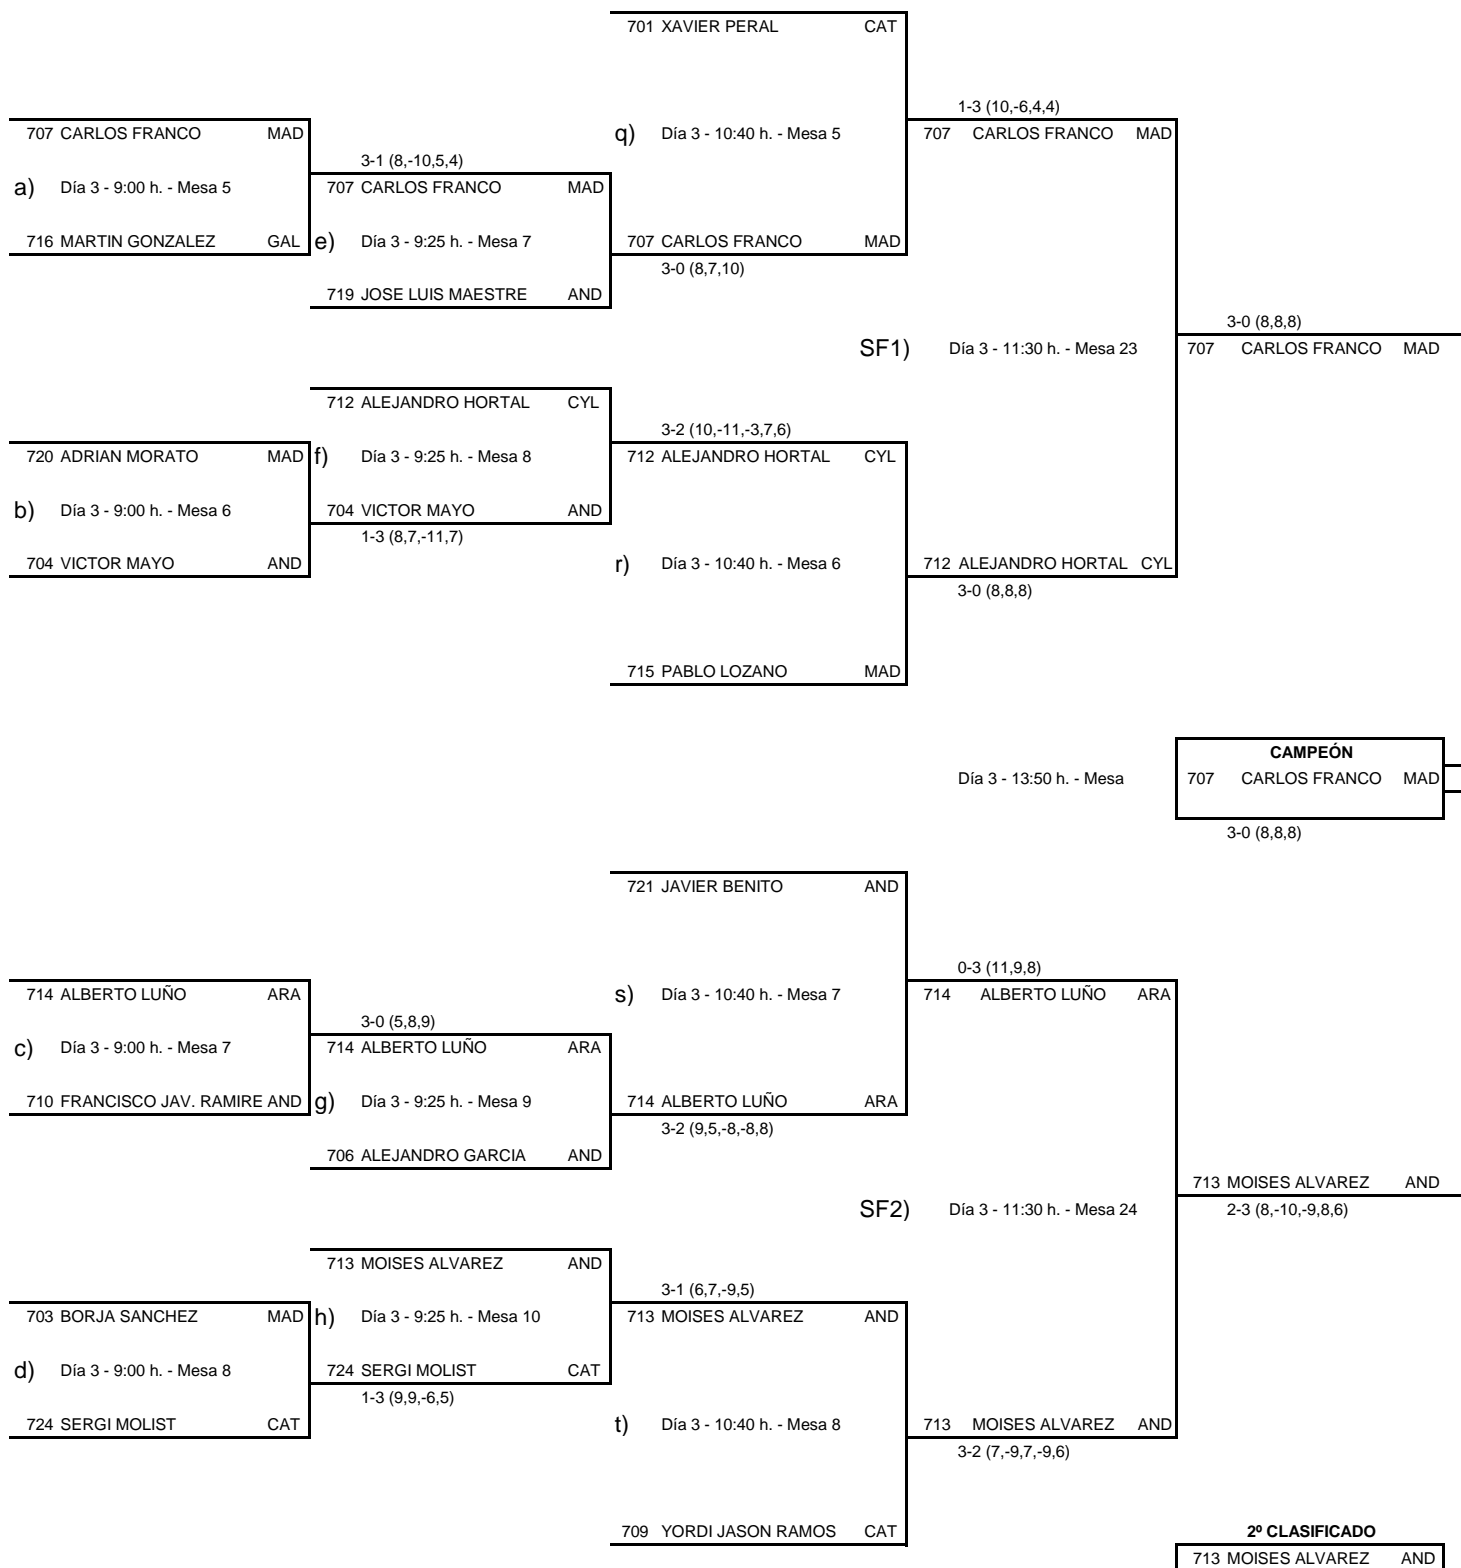 701 XAVIER PERAL CAT
1-3 (10,-6,4,4)
707 CARLOS FRANCO MAD
q) Día 3 - 10:40 h. - Mesa 5
707 CARLOS FRANCO MAD
3-1 (8,-10,5,4)
a) Día 3 - 9:00 h. - Mesa 5
707 CARLOS FRANCO MAD
716 MARTIN GONZALEZ GAL
e) Día 3 - 9:25 h. - Mesa 7
707 CARLOS FRANCO MAD
3-0 (8,7,10)
719 JOSE LUIS MAESTRE AND
3-0 (8,8,8)
SF1) Día 3 - 11:30 h. - Mesa 23
707 CARLOS FRANCO MAD
712 ALEJANDRO HORTAL CYL
3-2 (10,-11,-3,7,6)
720 ADRIAN MORATO MAD
f) Día 3 - 9:25 h. - Mesa 8
712 ALEJANDRO HORTAL CYL
b) Día 3 - 9:00 h. - Mesa 6
704 VICTOR MAYO AND
1-3 (8,7,-11,7)
704 VICTOR MAYO AND
r) Día 3 - 10:40 h. - Mesa 6
712 ALEJANDRO HORTAL CYL
3-0 (8,8,8)
715 PABLO LOZANO MAD
CAMPEÓN
Día 3 - 13:50 h. - Mesa
707 CARLOS FRANCO MAD
3-0 (8,8,8)
721 JAVIER BENITO AND
0-3 (11,9,8)
714 ALBERTO LUÑO ARA
s) Día 3 - 10:40 h. - Mesa 7
714 ALBERTO LUÑO ARA
3-0 (5,8,9)
c) Día 3 - 9:00 h. - Mesa 7
714 ALBERTO LUÑO ARA
710 FRANCISCO JAV. RAMIRE AND
g) Día 3 - 9:25 h. - Mesa 9
714 ALBERTO LUÑO ARA
3-2 (9,5,-8,-8,8)
706 ALEJANDRO GARCIA AND
713 MOISES ALVAREZ AND
SF2) Día 3 - 11:30 h. - Mesa 24
2-3 (8,-10,-9,8,6)
713 MOISES ALVAREZ AND
3-1 (6,7,-9,5)
703 BORJA SANCHEZ MAD
h) Día 3 - 9:25 h. - Mesa 10
713 MOISES ALVAREZ AND
d) Día 3 - 9:00 h. - Mesa 8
724 SERGI MOLIST CAT
1-3 (9,9,-6,5)
724 SERGI MOLIST CAT
t) Día 3 - 10:40 h. - Mesa 8
713 MOISES ALVAREZ AND
3-2 (7,-9,7,-9,6)
709 YORDI JASON RAMOS CAT
2º CLASIFICADO
713 MOISES ALVAREZ AND